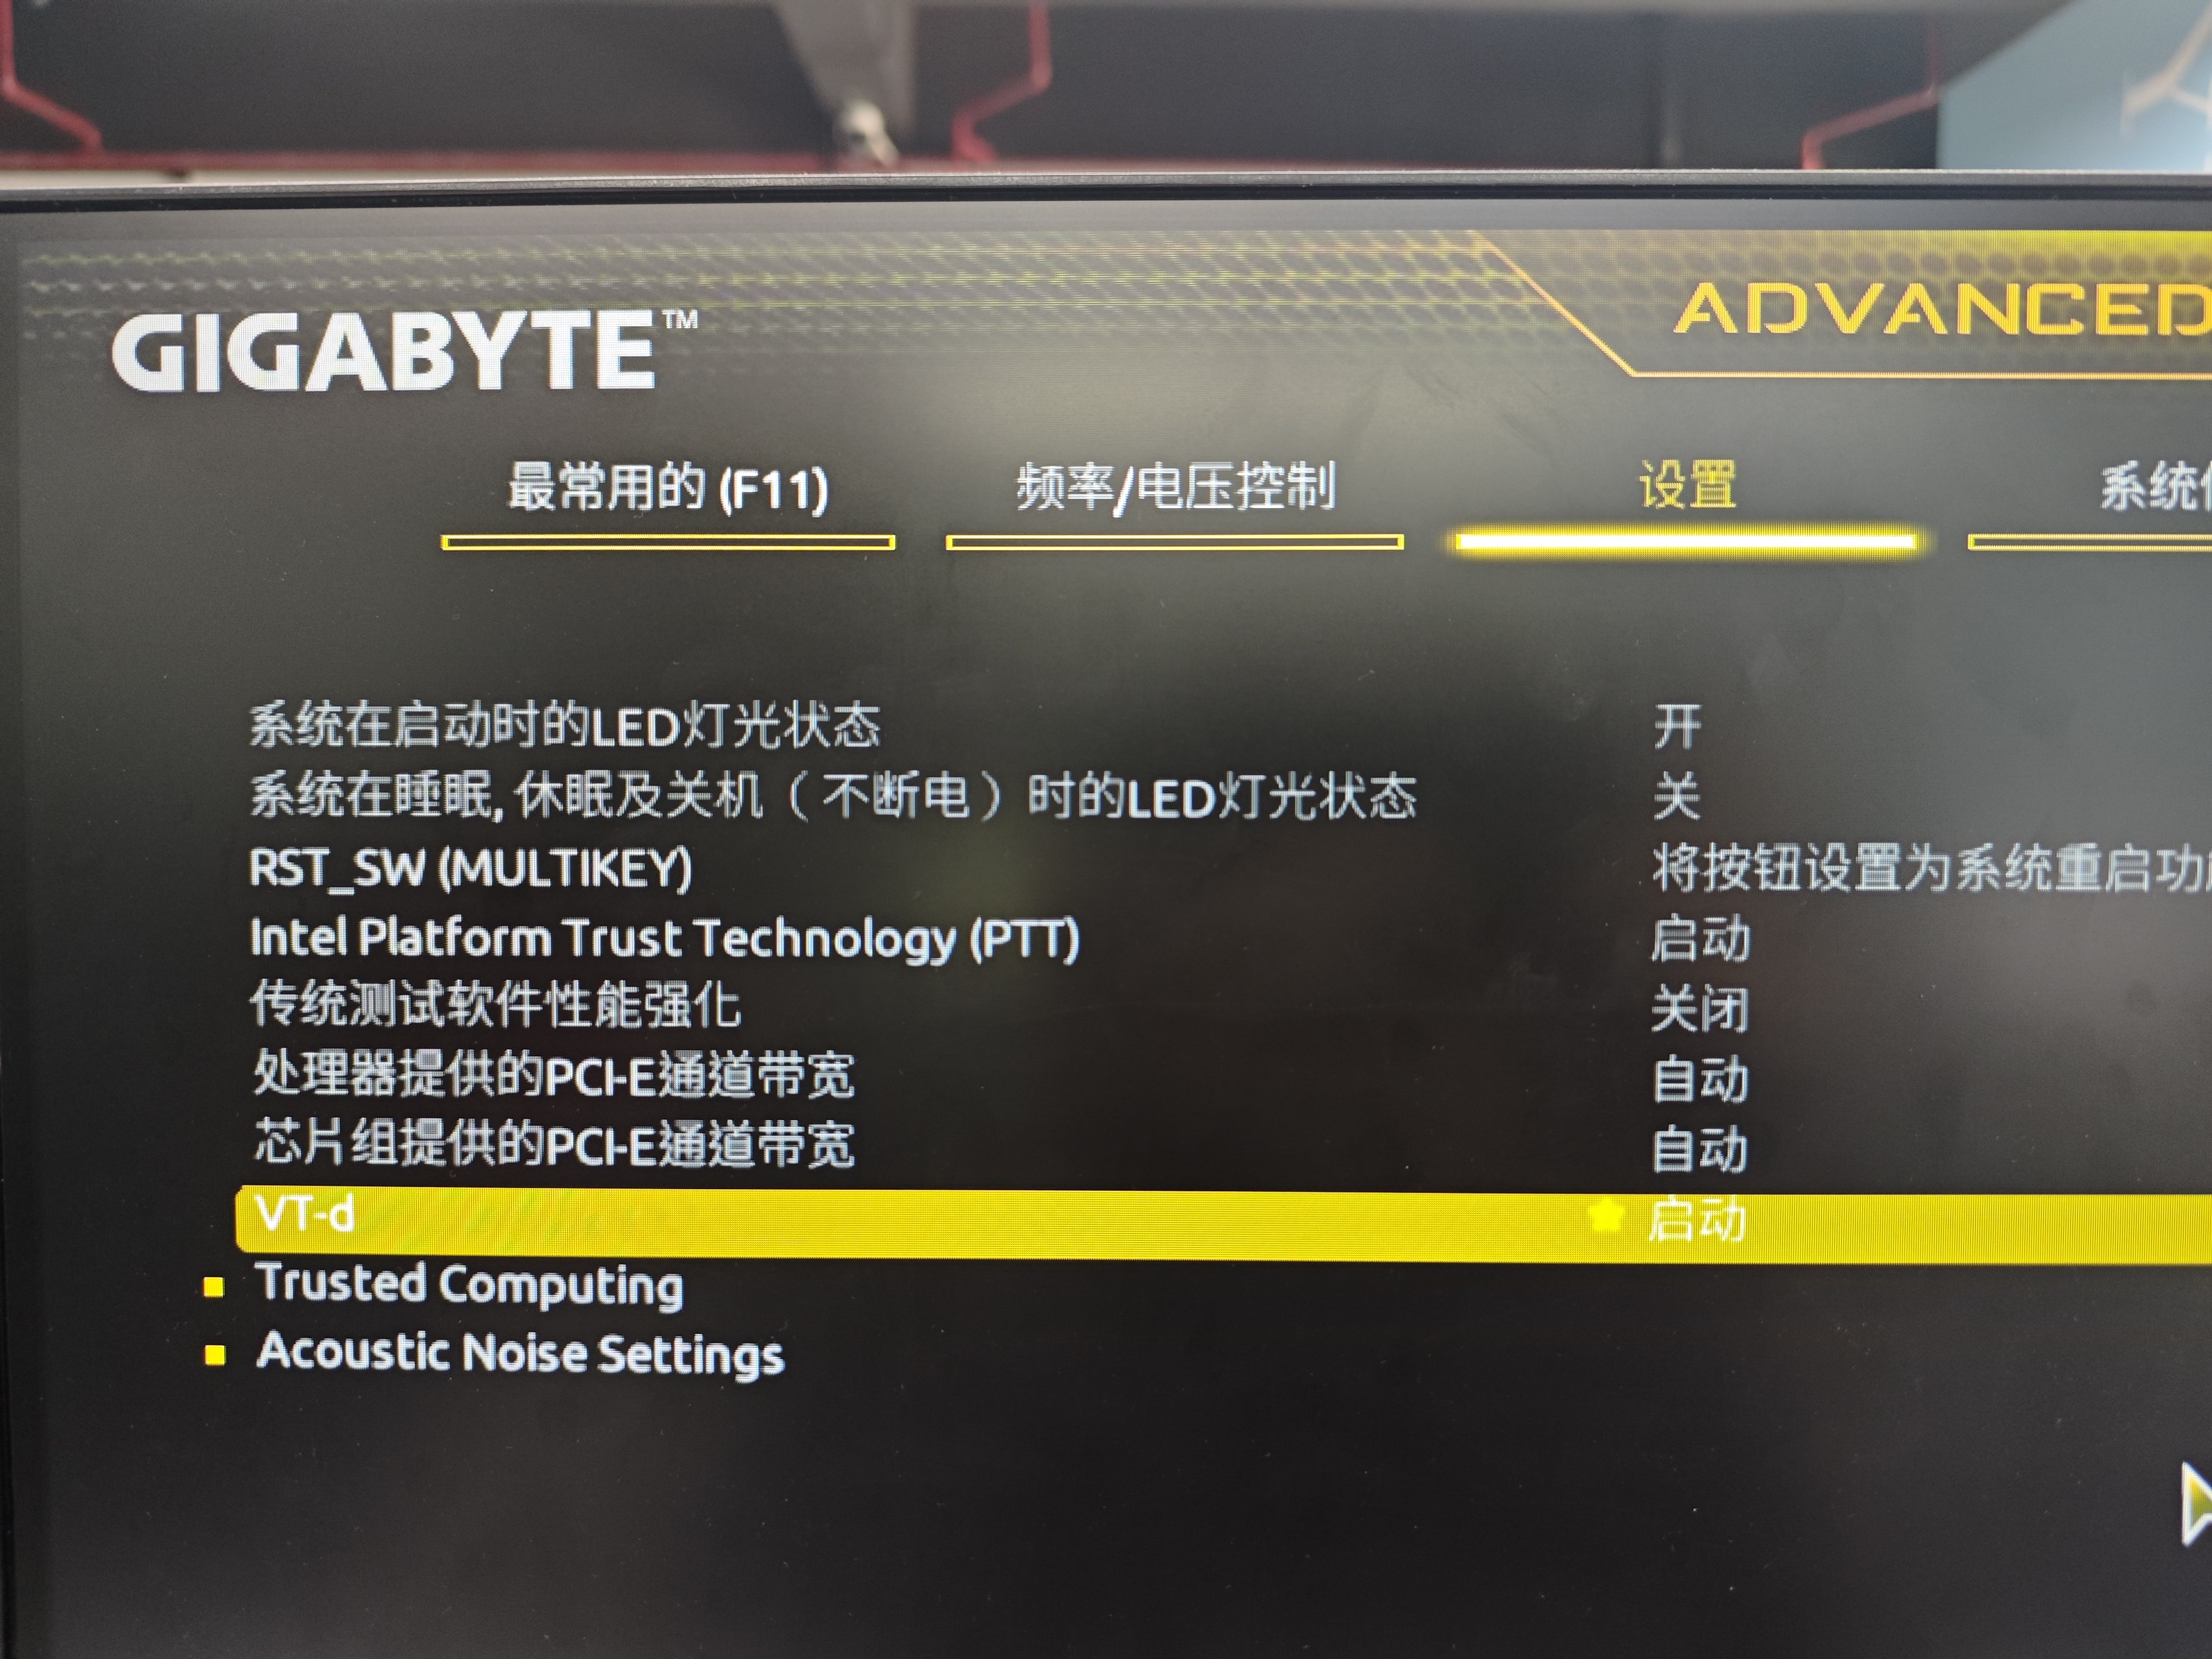 GIGABYTE™
ADVANCED
最常用的 (F11) 频率/电压控制 设置 系统
系统在启动时的LED灯光状态 开
系统在睡眠, 休眠及关机（不断电）时的LED灯光状态 关
RST_SW (MULTIKEY) 将按钮设置为系统重启功
Intel Platform Trust Technology (PTT) 启动
传统测试软件性能强化 关闭
处理器提供的PCI-E通道带宽 自动
芯片组提供的PCI-E通道带宽 自动
VT-d 启动
Trusted Computing
Acoustic Noise Settings